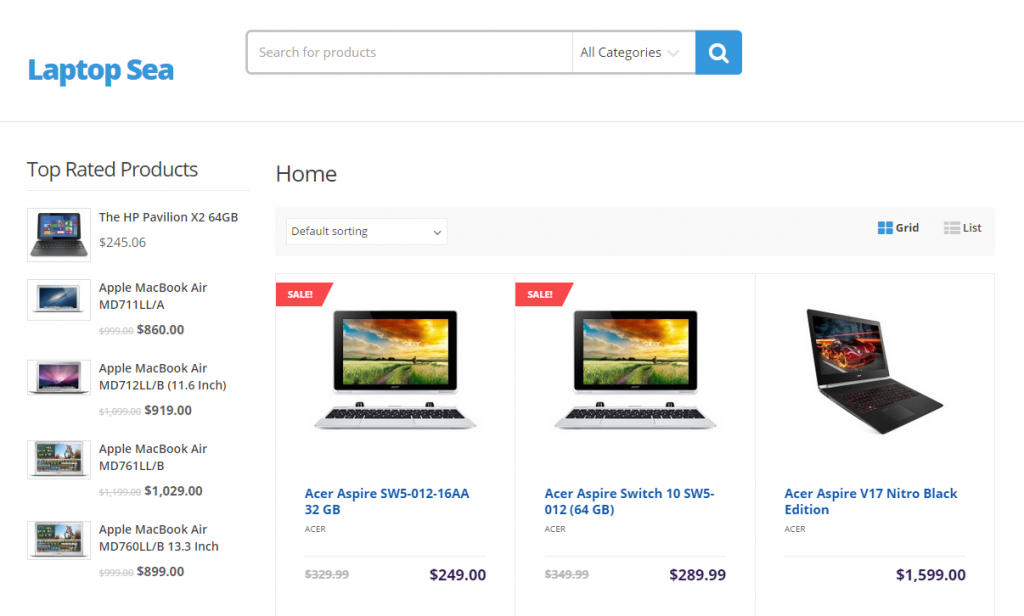 Laptop Sea
Search for products
All Categories
Top Rated Products
The HP Pavilion X2 64GB
$245.06
Apple MacBook Air
MD711LL/A
$999.00 $860.00
Apple MacBook Air
MD712LL/B (11.6 Inch)
$1,099.00 $919.00
Apple MacBook Air
MD761LL/B
$1,199.00 $1,029.00
Apple MacBook Air
MD760LL/B 13.3 Inch
$999.00 $899.00
Home
Default sorting
Grid
List
SALE!
Acer Aspire SW5-012-16AA
32 GB
ACER
$329.99 $249.00
SALE!
Acer Aspire Switch 10 SW5-
012 (64 GB)
ACER
$349.99 $289.99
Acer Aspire V17 Nitro Black
Edition
ACER
$1,599.00